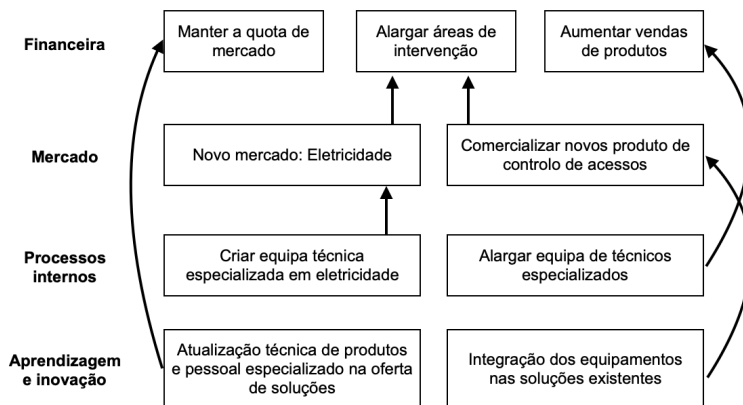 Financeira
Manter a quota de
mercado
Alargar áreas de
intervenção
Aumentar vendas
de produtos
Mercado
Novo mercado: Eletricidade
Comercializar novos produto de
controlo de acessos
Processos
internos
Criar equipa técnica
especializada em eletricidade
Alargar equipa de técnicos
especializados
Aprendizagem
e inovação
Atualização técnica de produtos
e pessoal especializado na oferta
de soluções
Integração dos equipamentos
nas soluções existentes